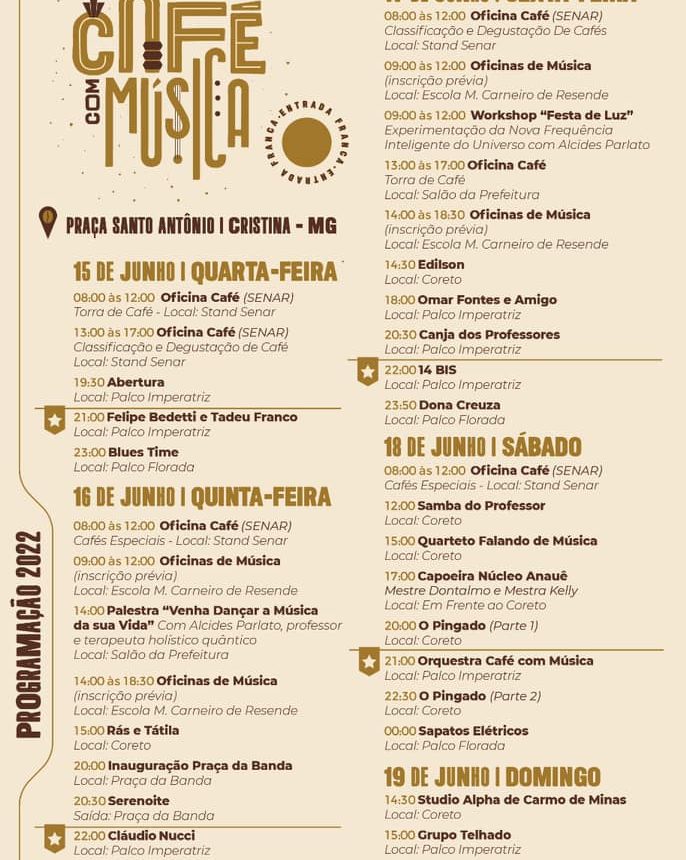 CAFÉ
COM
MÚSICA
ENTRADA FRANCA · ENTRADA FRANCA ·
PRAÇA SANTO ANTÔNIO | CRISTINA - MG
PROGRAMAÇÃO 2022
15 DE JUNHO | QUARTA-FEIRA
08:00 às 12:00 Oficina Café (SENAR)
Torra de Café - Local: Stand Senar
13:00 às 17:00 Oficina Café (SENAR)
Classificação e Degustação de Café
Local: Stand Senar
19:30 Abertura
Local: Palco Imperatriz
21:00 Felipe Bedetti e Tadeu Franco
Local: Palco Imperatriz
23:00 Blues Time
Local: Palco Florada
16 DE JUNHO | QUINTA-FEIRA
08:00 às 12:00 Oficina Café (SENAR)
Cafés Especiais - Local: Stand Senar
09:00 às 12:00 Oficinas de Música
(inscrição prévia)
Local: Escola M. Carneiro de Resende
14:00 Palestra “Venha Dançar a Música
da sua Vida” Com Alcides Parlato, professor
e terapeuta holístico quântico
Local: Salão da Prefeitura
14:00 às 18:30 Oficinas de Música
(inscrição prévia)
Local: Escola M. Carneiro de Resende
15:00 Rás e Tátila
Local: Coreto
20:00 Inauguração Praça da Banda
Local: Praça da Banda
20:30 Serenoite
Saída: Praça da Banda
22:00 Cláudio Nucci
Local: Palco Imperatriz
17 DE JUNHO | SEXTA-FEIRA
08:00 às 12:00 Oficina Café (SENAR)
Classificação e Degustação De Cafés
Local: Stand Senar
09:00 às 12:00 Oficinas de Música
(inscrição prévia)
Local: Escola M. Carneiro de Resende
09:00 às 12:00 Workshop “Festa de Luz”
Experimentação da Nova Frequência
Inteligente do Universo com Alcides Parlato
13:00 às 17:00 Oficina Café
Torra de Café
Local: Salão da Prefeitura
14:00 às 18:30 Oficinas de Música
(inscrição prévia)
Local: Escola M. Carneiro de Resende
14:30 Edilson
Local: Coreto
18:00 Omar Fontes e Amigo
Local: Palco Imperatriz
20:30 Canja dos Professores
Local: Palco Imperatriz
22:00 14 BIS
Local: Palco Imperatriz
23:50 Dona Creuza
Local: Palco Florada
18 DE JUNHO | SÁBADO
08:00 às 12:00 Oficina Café (SENAR)
Cafés Especiais - Local: Stand Senar
12:00 Samba do Professor
Local: Coreto
15:00 Quarteto Falando de Música
Local: Coreto
17:00 Capoeira Núcleo Anauê
Mestre Dontalmo e Mestra Kelly
Local: Em Frente ao Coreto
20:00 O Pingado (Parte 1)
Local: Coreto
21:00 Orquestra Café com Música
Local: Palco Imperatriz
22:30 O Pingado (Parte 2)
Local: Coreto
00:00 Sapatos Elétricos
Local: Palco Florada
19 DE JUNHO | DOMINGO
14:30 Studio Alpha de Carmo de Minas
Local: Coreto
15:00 Grupo Telhado
Local: Palco Imperatriz